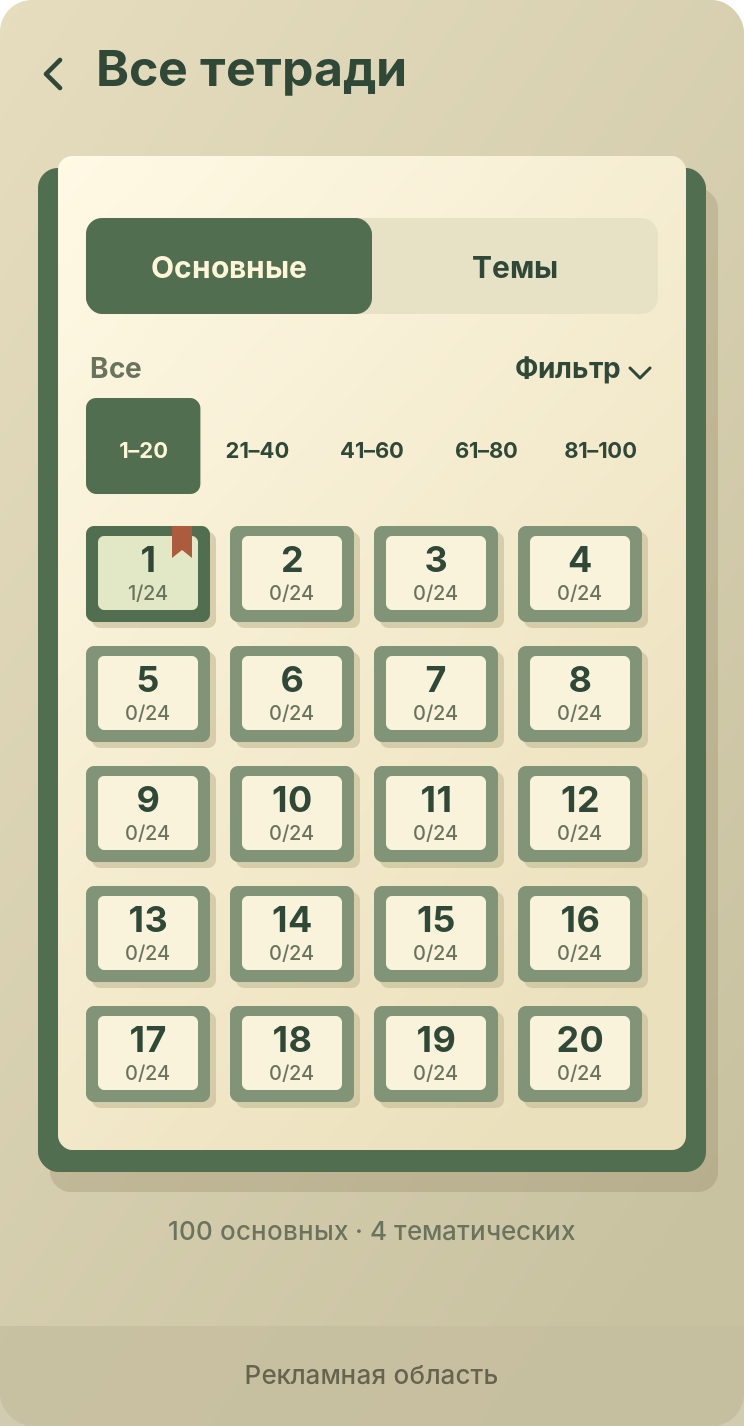 Все тетради
Основные Темы
Все Фильтр
1–20 21–40 41–60 61–80 81–100
1 2 3 4
1/24 0/24 0/24 0/24
5 6 7 8
0/24 0/24 0/24 0/24
9 10 11 12
0/24 0/24 0/24 0/24
13 14 15 16
0/24 0/24 0/24 0/24
17 18 19 20
0/24 0/24 0/24 0/24
100 основных · 4 тематических
Рекламная область